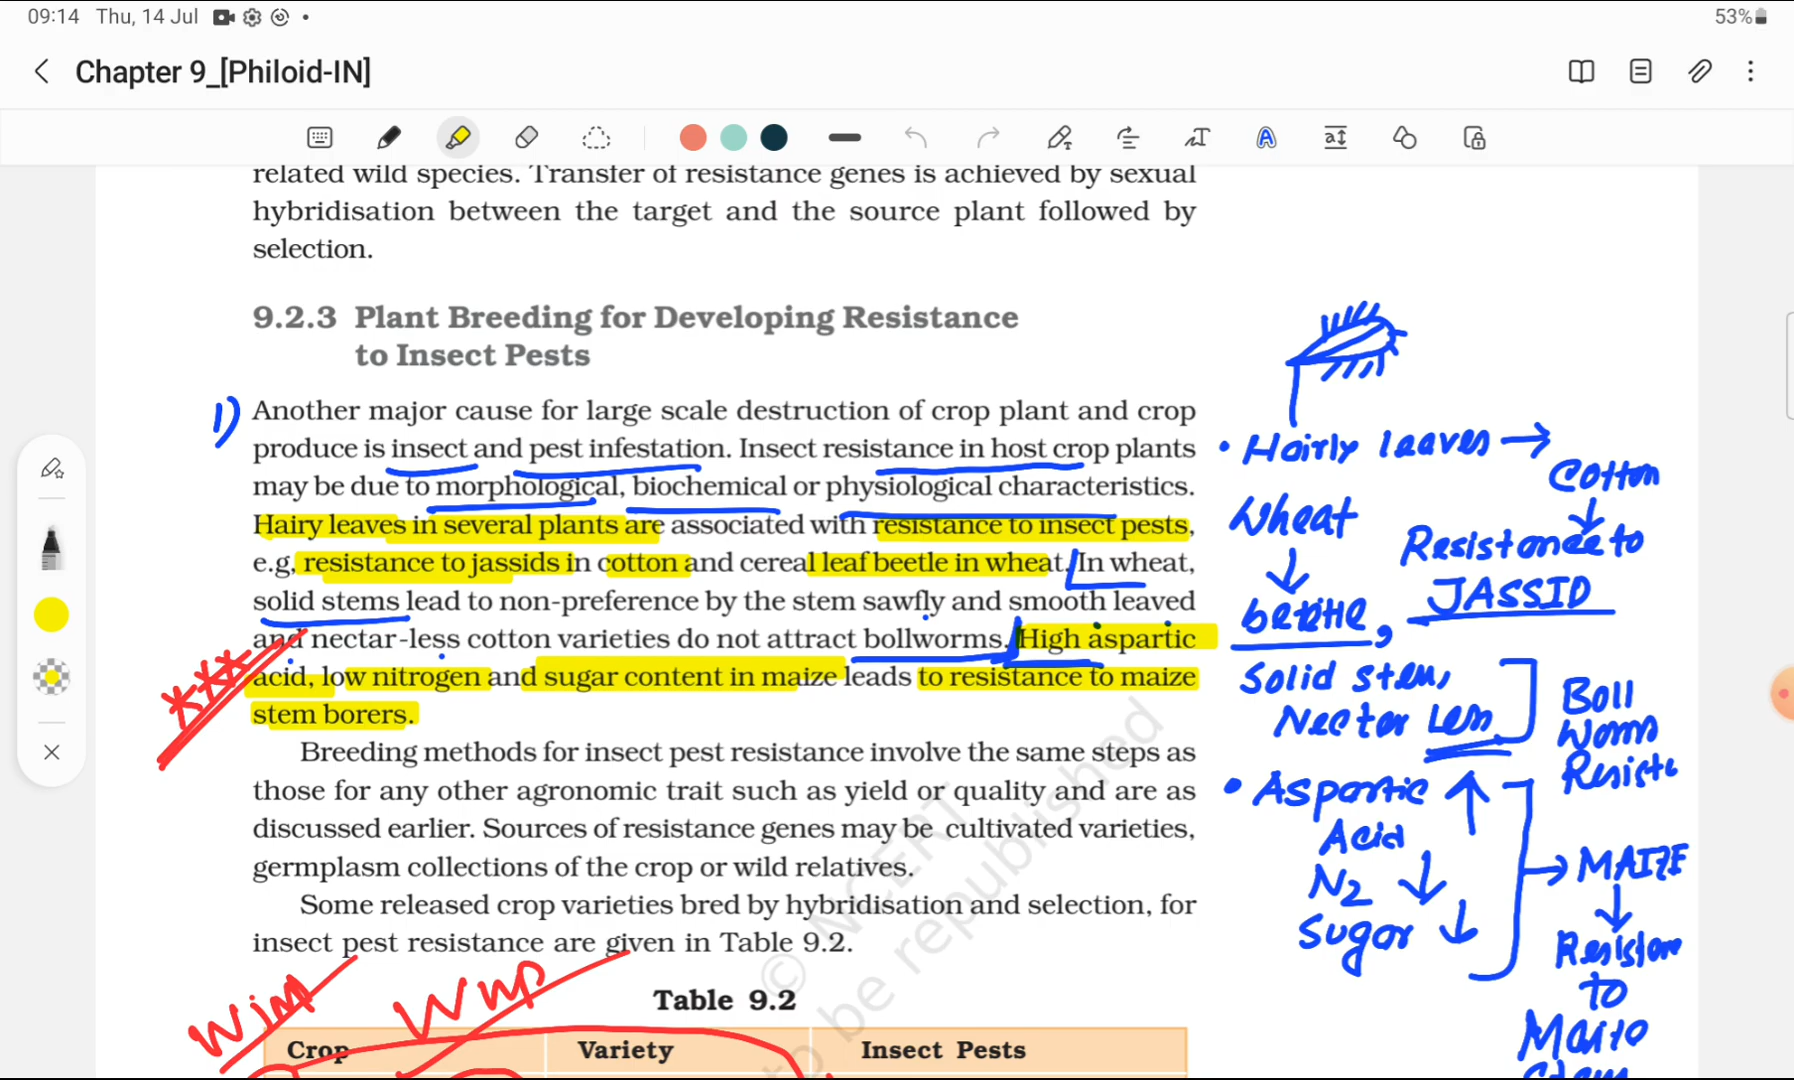 09:14 Thu, 14 Jul
53%
Chapter 9_[Philoid-IN]
related wild species. Transfer of resistance genes is achieved by sexual
hybridisation between the target and the source plant followed by
selection.
9.2.3 Plant Breeding for Developing Resistance
to Insect Pests
1) Another major cause for large scale destruction of crop plant and crop
produce is insect and pest infestation. Insect resistance in host crop plants
may be due to morphological, biochemical or physiological characteristics.
Hairy leaves in several plants are associated with resistance to insect pests,
e.g, resistance to jassids in cotton and cereal leaf beetle in wheat. In wheat,
solid stems lead to non-preference by the stem sawfly and smooth leaved
and nectar-less cotton varieties do not attract bollworms. High aspartic
acid, low nitrogen and sugar content in maize leads to resistance to maize
stem borers.
Breeding methods for insect pest resistance involve the same steps as
those for any other agronomic trait such as yield or quality and are as
discussed earlier. Sources of resistance genes may be cultivated varieties,
germplasm collections of the crop or wild relatives.
Some released crop varieties bred by hybridisation and selection, for
insect pest resistance are given in Table 9.2.
Table 9.2
Crop Variety Insect Pests
© NCERT
to be republished
• Hairly leaves →
Cotton
Wheat
Resistance to
JASSID
Solid stem,
Necter Less
Boll
Worm
• Aspartic ↑
Acid
N2 ↓
Sugar ↓
→ MAIZE
to